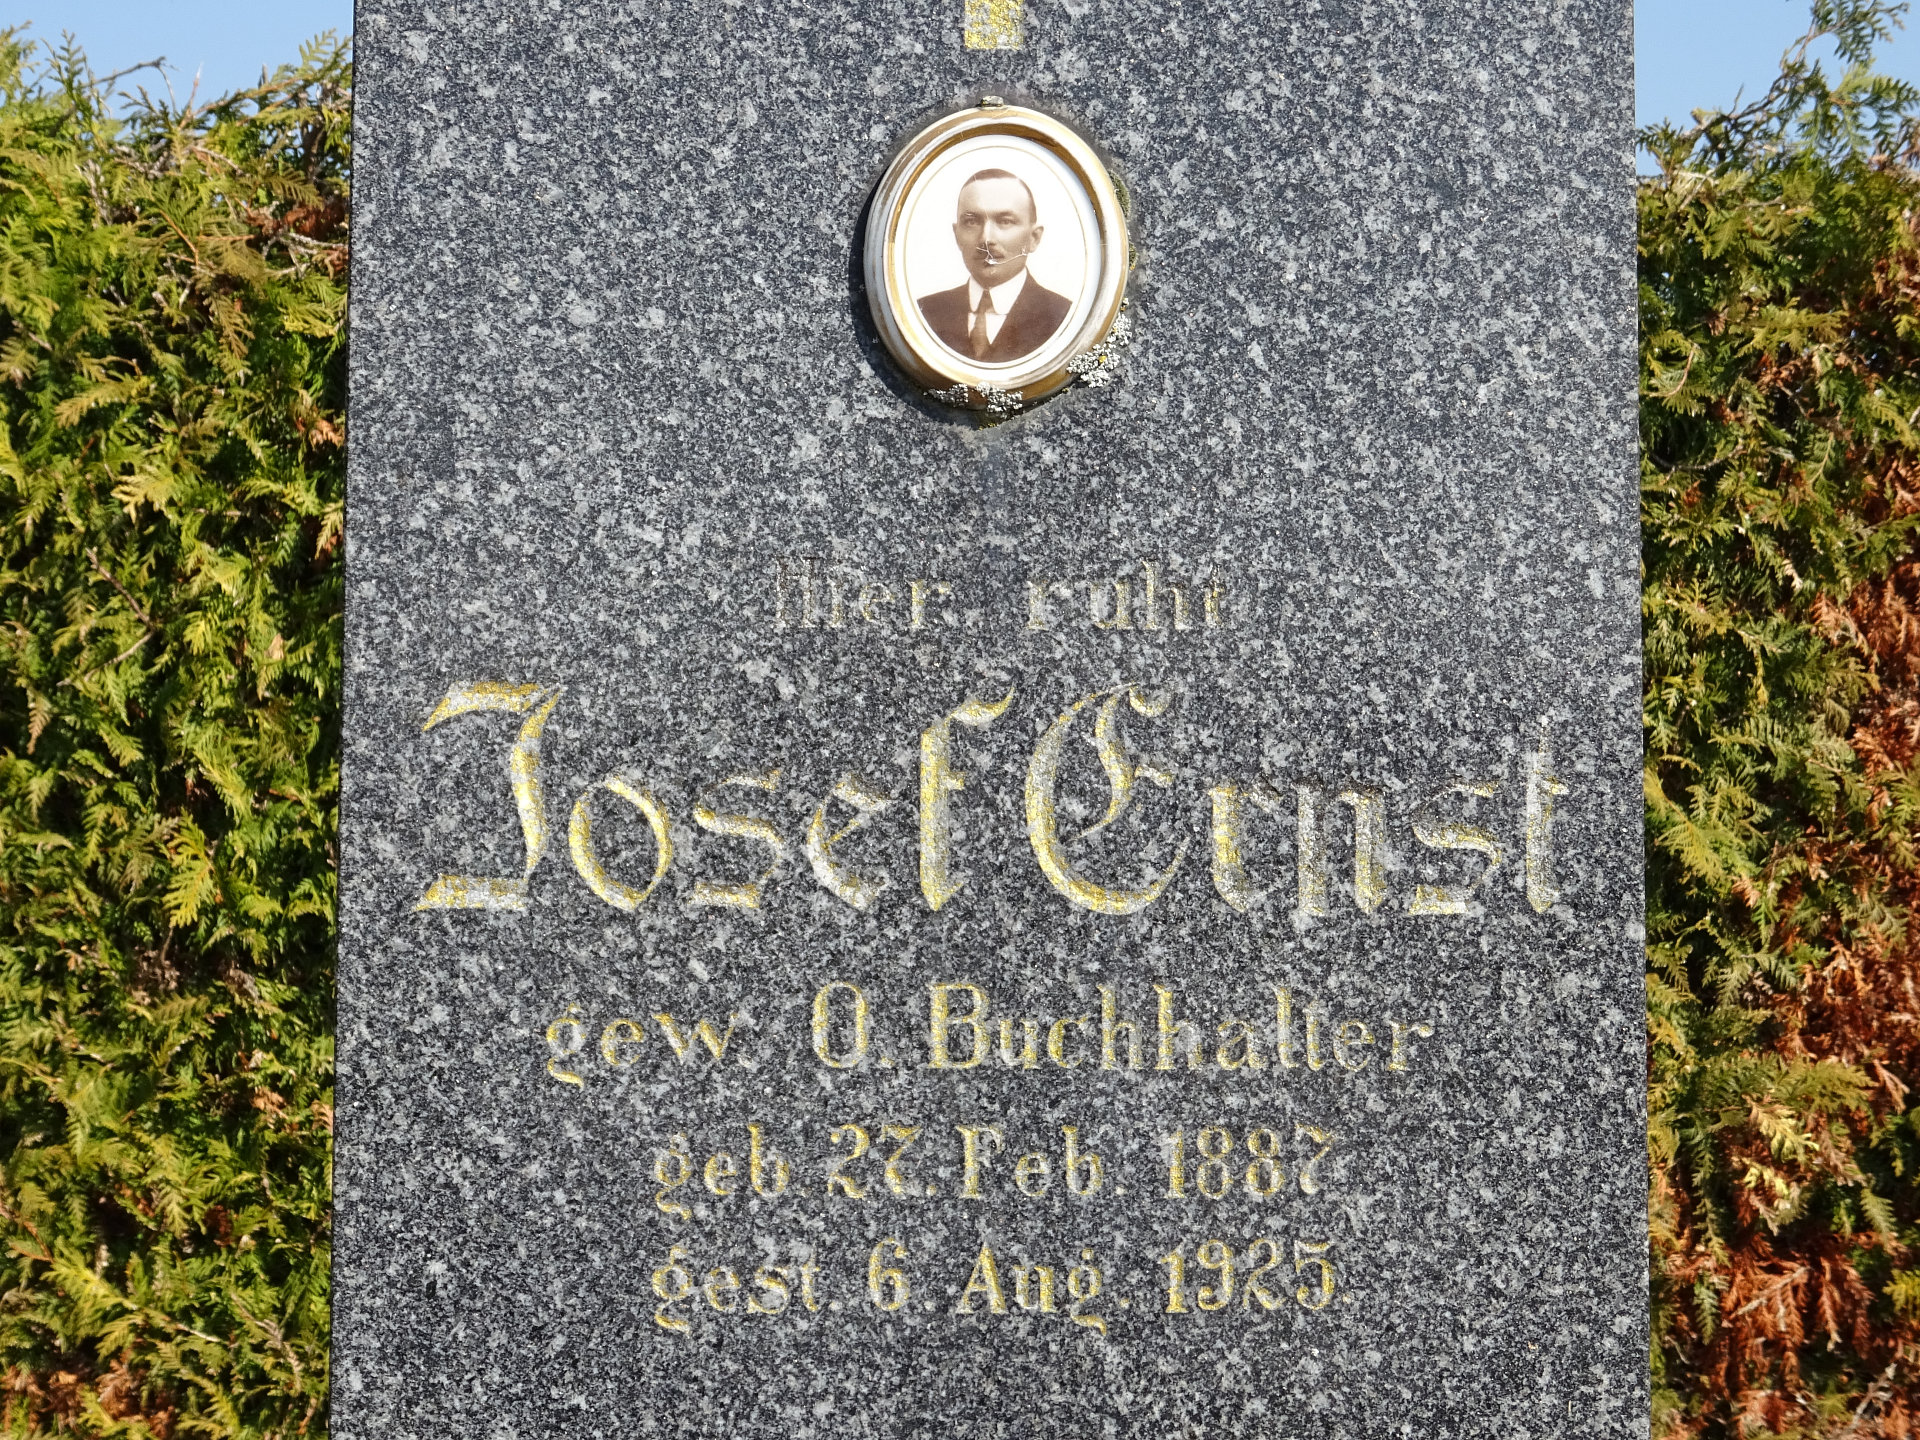 Hier ruht
Josef Ernst
gew. O. Buchhalter
geb. 27. Feb. 1887
gest. 6. Aug. 1925.